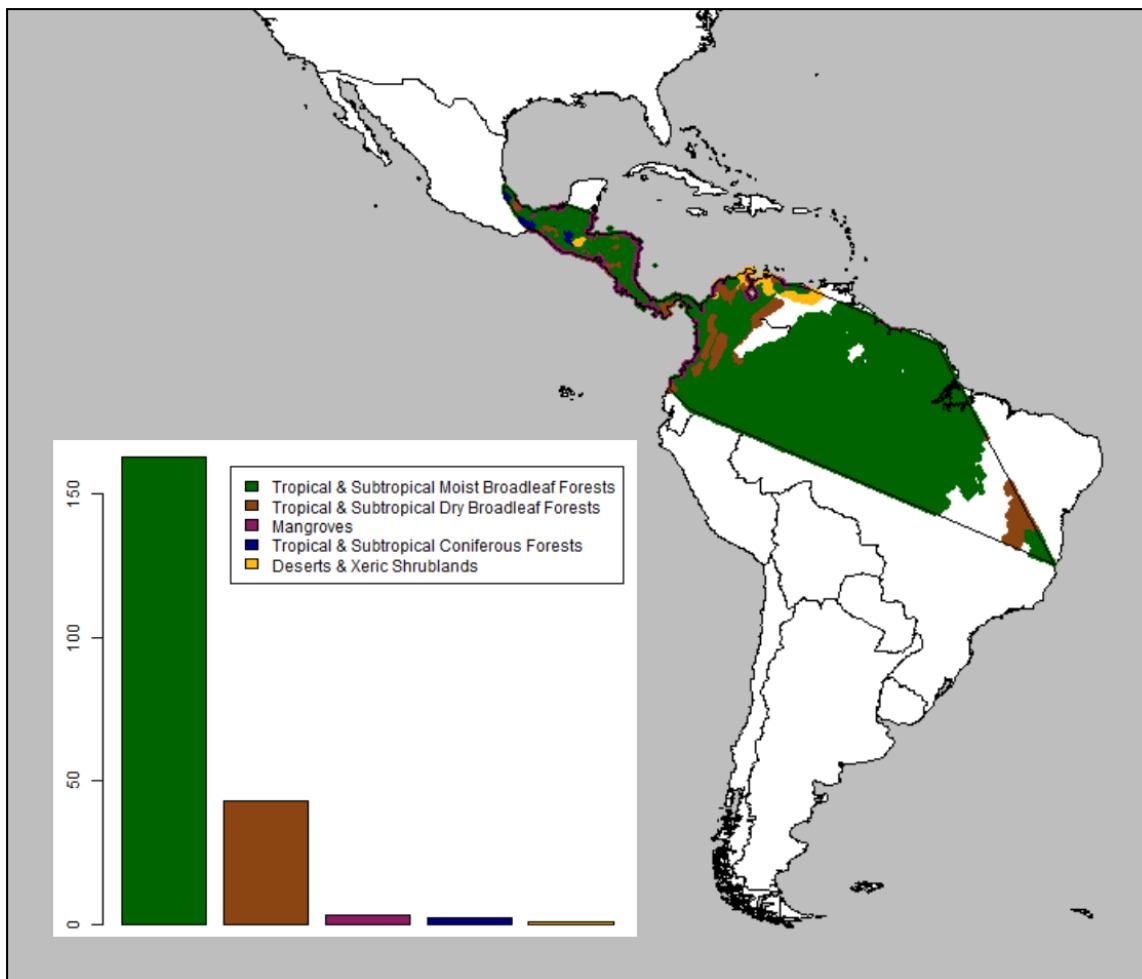 150
100
50
0
Tropical & Subtropical Moist Broadleaf Forests
Tropical & Subtropical Dry Broadleaf Forests
Mangroves
Tropical & Subtropical Coniferous Forests
Deserts & Xeric Shrublands